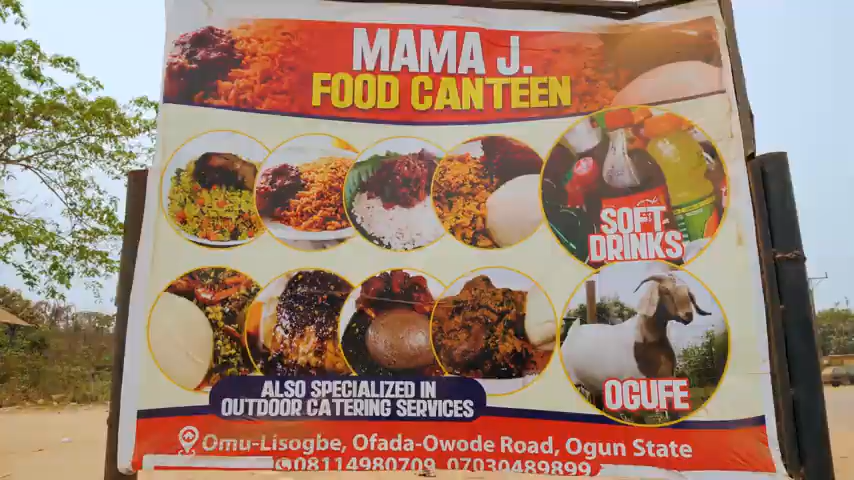 MAMA J.
FOOD CANTEEN
SOFT
DRINKS
OGUFE
ALSO SPECIALIZED IN
OUTDOOR CATERING SERVICES
Omu-Lisogbe, Ofada-Owode Road, Ogun State
08114980709, 07030489899